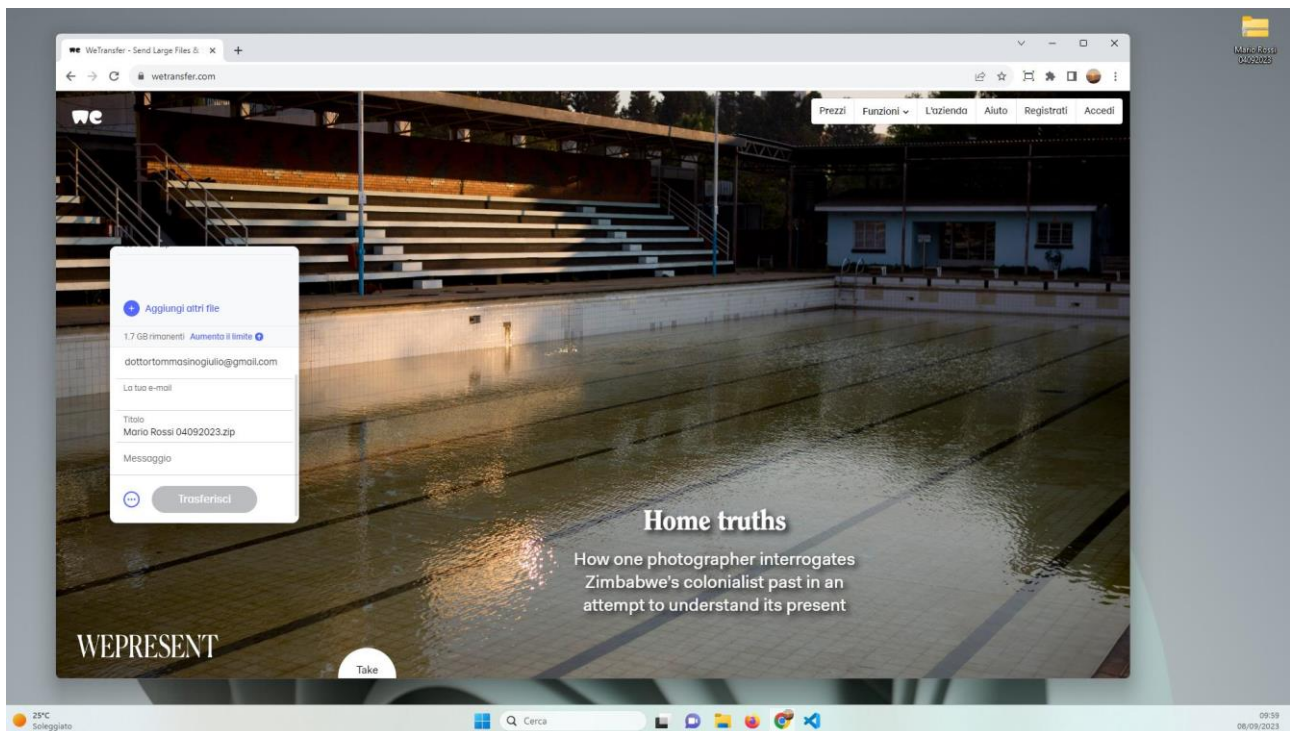 WeTransfer - Send Large Files &
wetransfer.com
Mario Rossi
04092023
we
Prezzi Funzioni L'azienda Aiuto Registrati Accedi
Aggiungi altri file
1.7 GB rimanenti Aumenta il limite
dottortommasinogiulio@gmail.com
La tua e-mail
Titolo
Mario Rossi 04092023.zip
Messaggio
Trasferisci
Home truths
How one photographer interrogates
Zimbabwe's colonialist past in an
attempt to understand its present
WEPRESENT
Take
25°C
Soleggiato
Cerca
09:59
08/09/2023